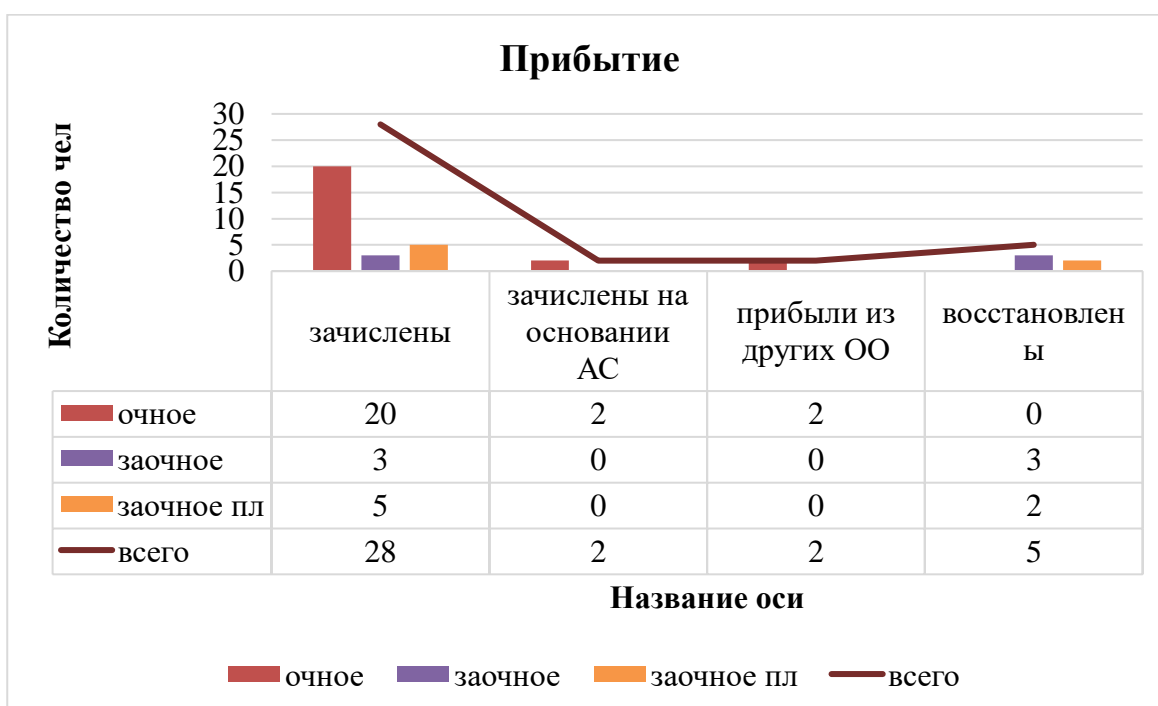 Прибытие
Количество чел
30
25
20
15
10
5
0
зачислены
зачислены на
основании
АС
прибыли из
других ОО
восстановлен
ы
очное 20 2 2 0
заочное 3 0 0 3
заочное пл 5 0 0 2
всего 28 2 2 5
Название оси
очное заочное заочное пл всего